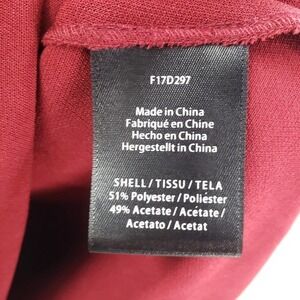 F17D297
Made in China
Fabriqué en Chine
Hecho en China
Hergestellt in China
SHELL / TISSU / TELA
51% Polyester / Poliéster
49% Acetate / Acétate /
Acetato / Acetat